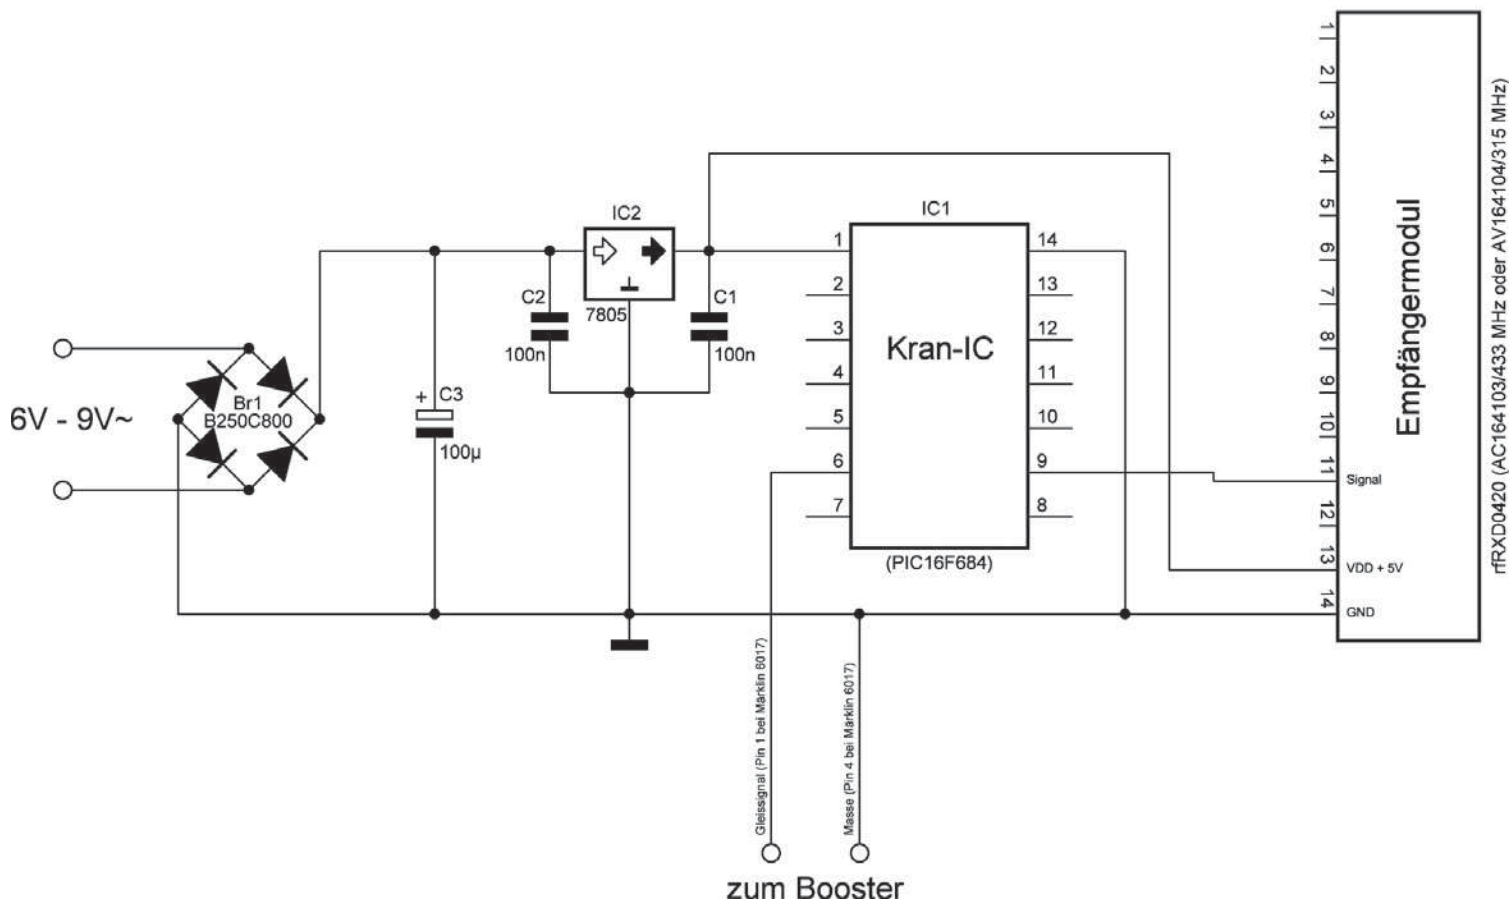 6V - 9V~
Br1
B250C800
+
C3
100µ
C2
100n
IC2
7805
C1
100n
IC1
1
2
3
4
5
6
7
14
13
12
11
10
9
8
Kran-IC
(PIC16F684)
Gleissignal (Pin 1 bei Märklin 6017)
Masse (Pin 4 bei Märklin 6017)
zum Booster
1
2
3
4
5
6
7
8
9
10
11
12
13
14
Signal
VDD + 5V
GND
Empfängermodul
rfRXD0420 (AC164103/433 MHz oder AV164104/315 MHz)